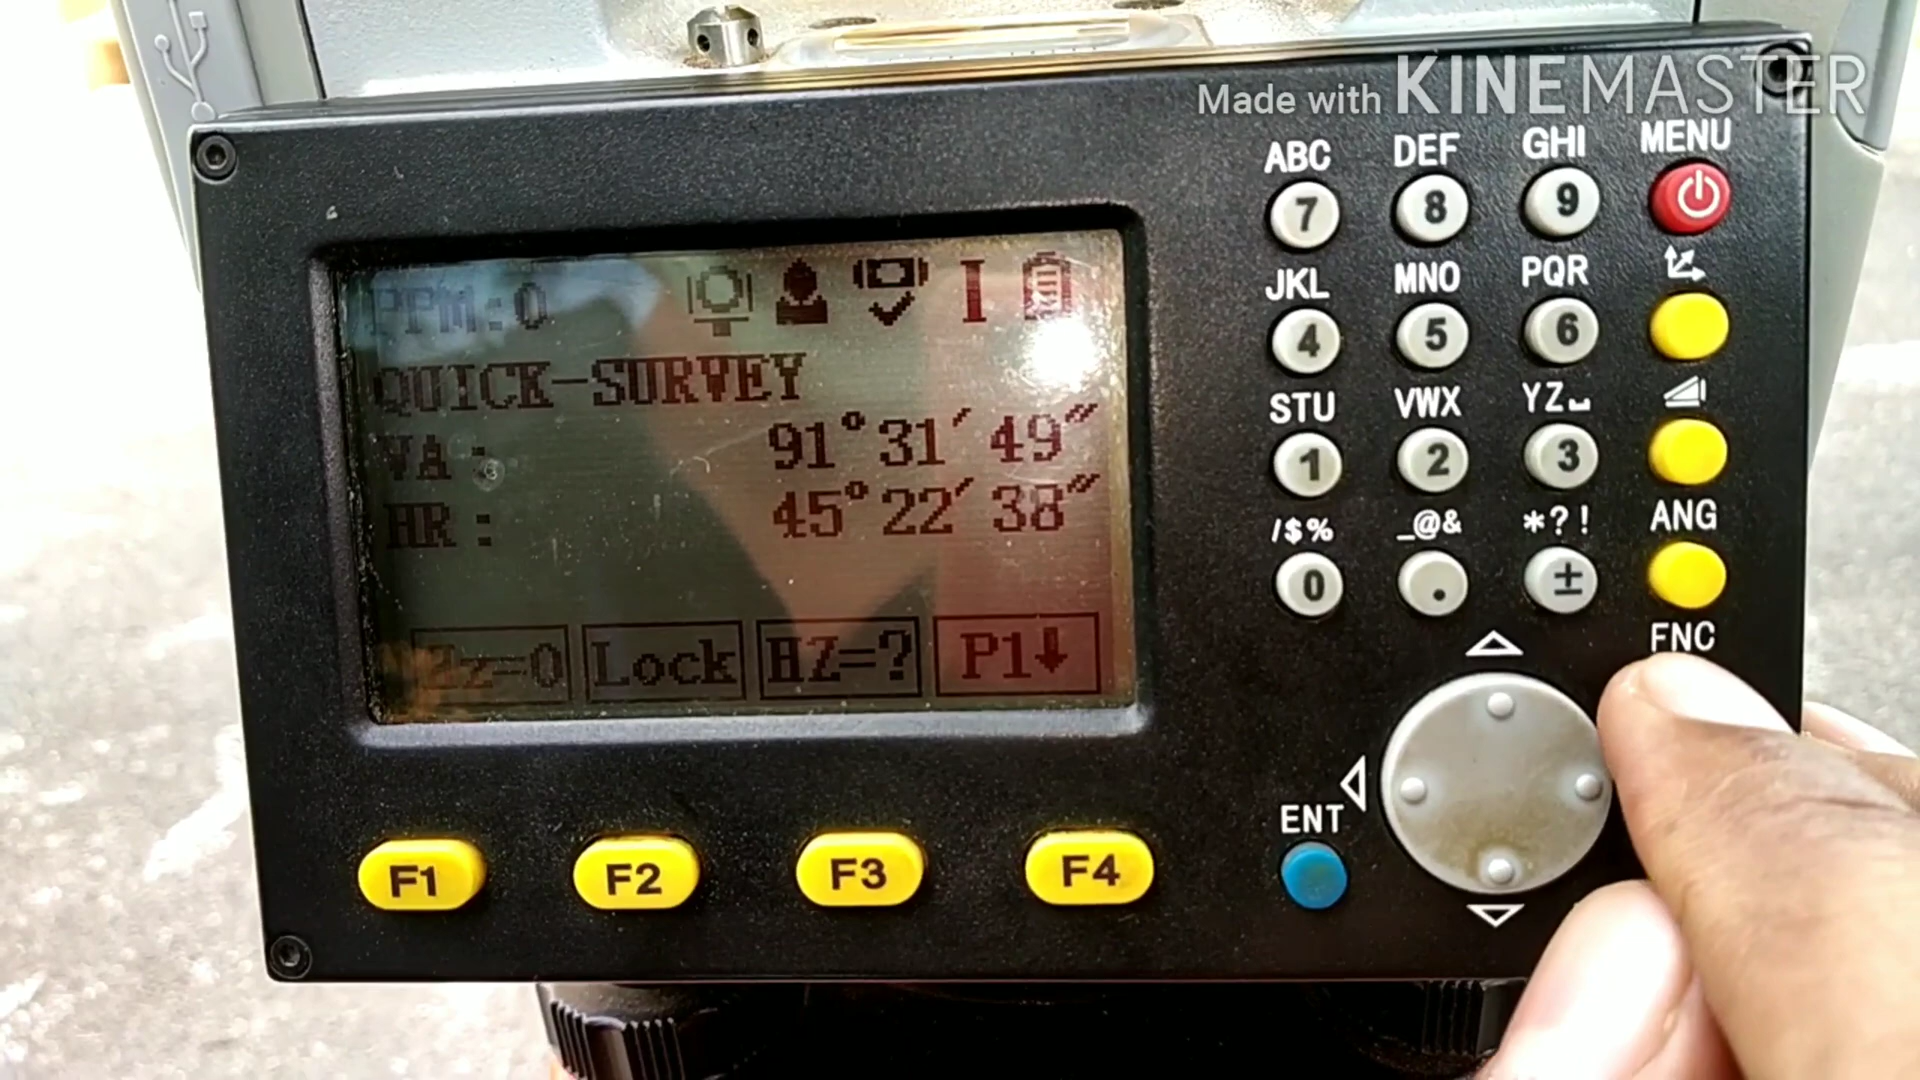 Made with KINEMASTER
PPM:0
QUICK-SURVEY
VA : 91°31′49″
HR : 45°22′38″
Hz=0 Lock HZ=? P1↓
F1 F2 F3 F4
ABC DEF GHI MENU
7 8 9
JKL MNO PQR
4 5 6
STU VWX YZ⎵
1 2 3
/$% _@& *?! ANG
0 . ±
FNC
ENT